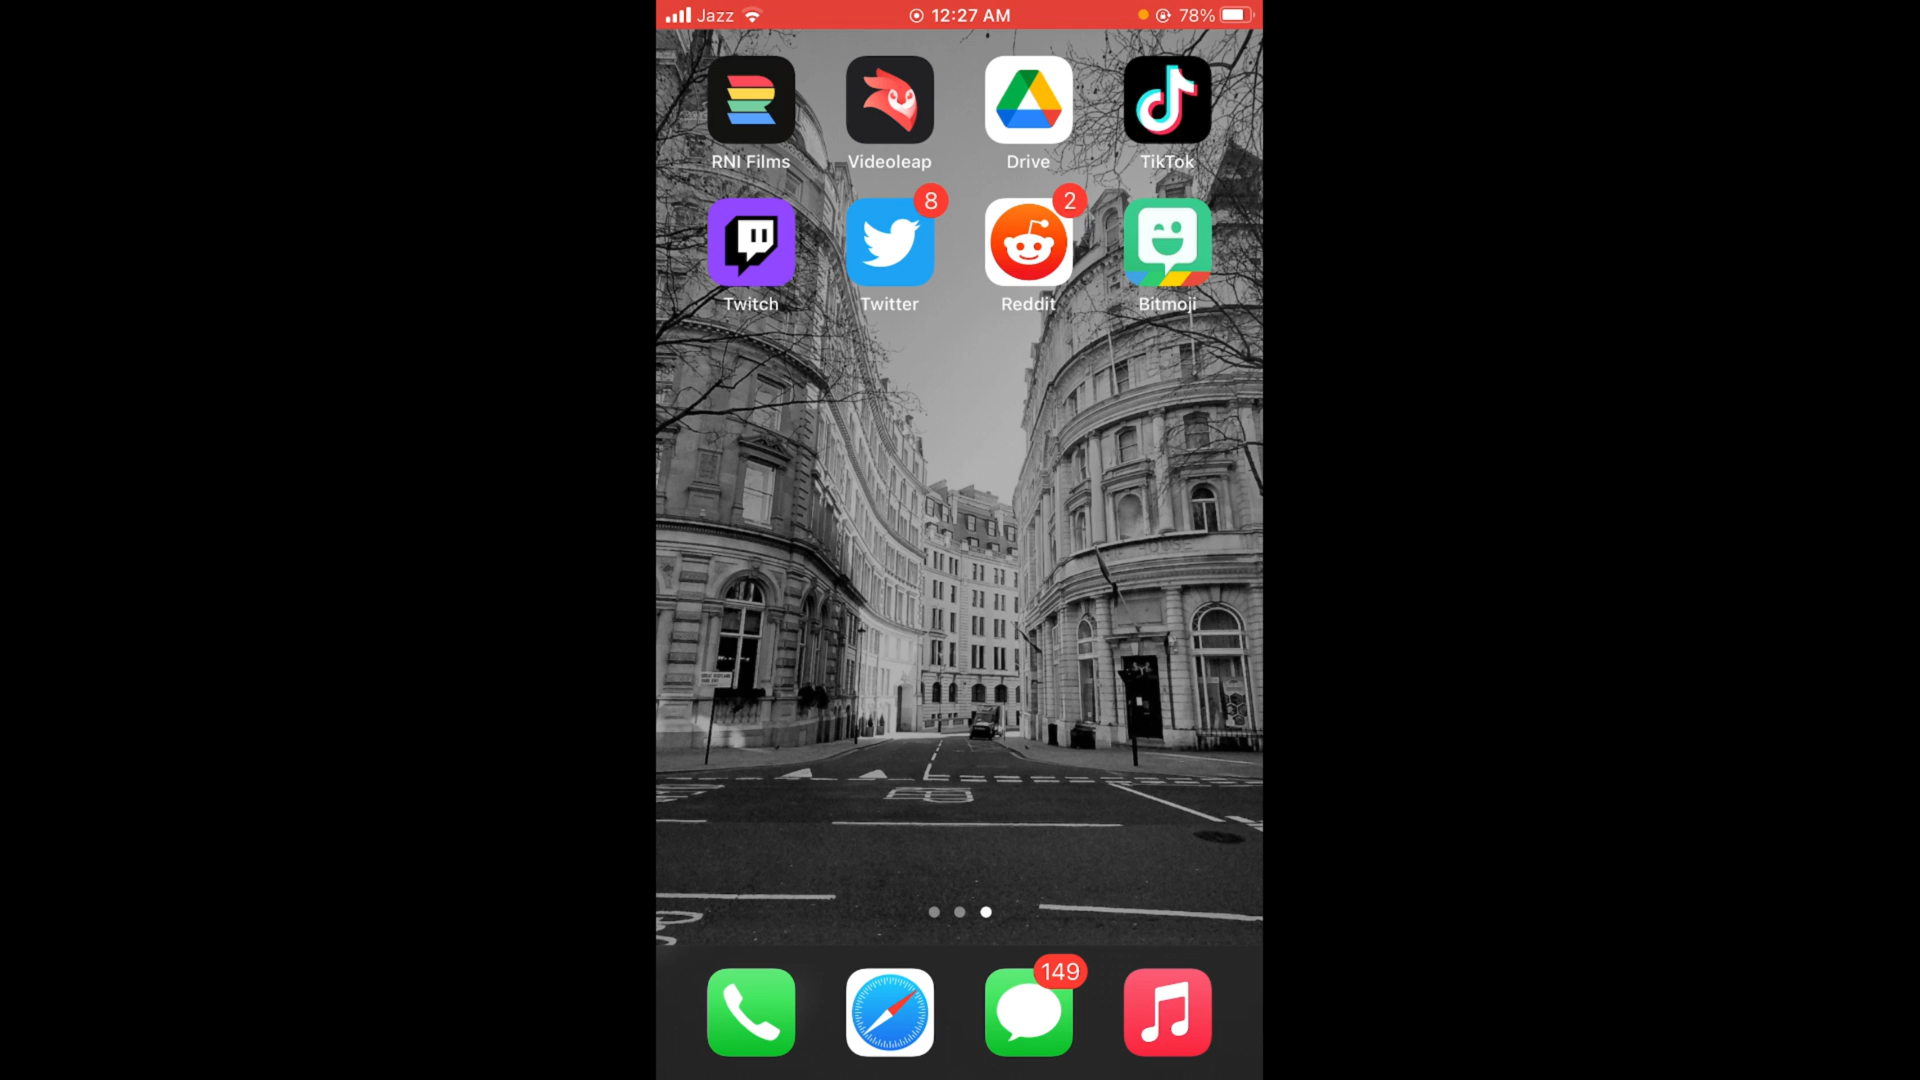 Jazz 12:27 AM 78%
RNI Films Videoleap Drive TikTok
8 2
Twitch Twitter Reddit Bitmoji
149